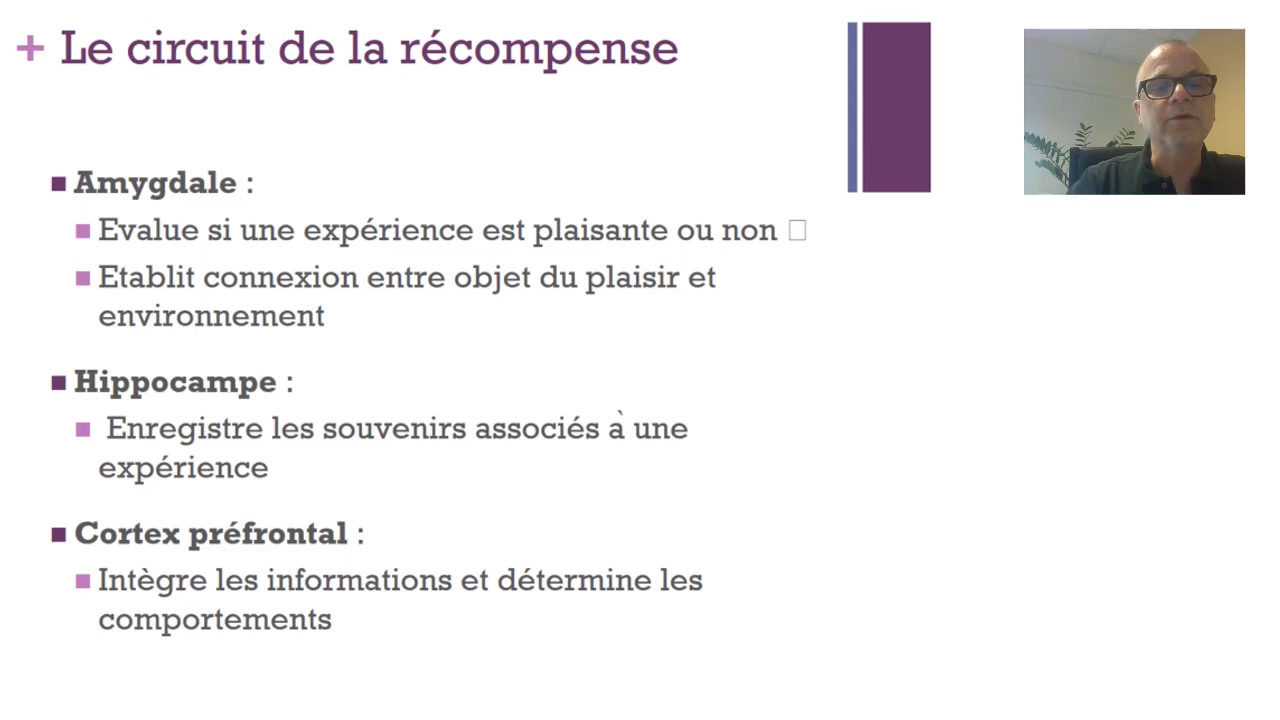 + Le circuit de la récompense
Amygdale :
Evalue si une expérience est plaisante ou non □
Etablit connexion entre objet du plaisir et
environnement
Hippocampe :
Enregistre les souvenirs associés à une
expérience
Cortex préfrontal :
Intègre les informations et détermine les
comportements